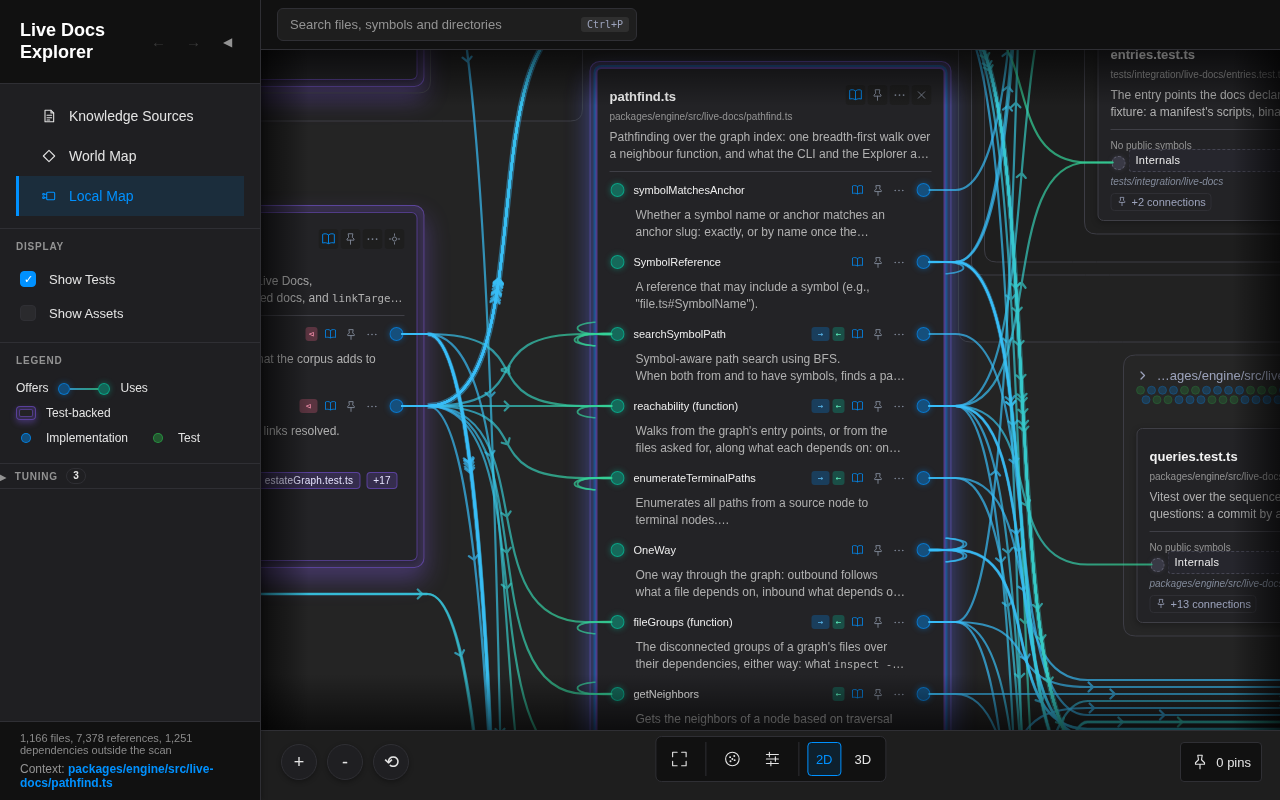 Live Docs
Explorer
Search files, symbols and directories
Ctrl+P
Knowledge Sources
World Map
Local Map
DISPLAY
Show Tests
Show Assets
LEGEND
Offers
Uses
Test-backed
Implementation
Test
TUNING
3
1,166 files, 7,378 references, 1,251
dependencies outside the scan
Context: packages/engine/src/live-
docs/pathfind.ts
Live Docs,
ed docs, and linkTarge…
hat the corpus adds to
links resolved.
estateGraph.test.ts
+17
pathfind.ts
packages/engine/src/live-docs/pathfind.ts
Pathfinding over the graph index: one breadth-first walk over
a neighbour function, and what the CLI and the Explorer a…
symbolMatchesAnchor
Whether a symbol name or anchor matches an
anchor slug: exactly, or by name once the…
SymbolReference
A reference that may include a symbol (e.g.,
"file.ts#SymbolName").
searchSymbolPath
Symbol-aware path search using BFS.
When both from and to have symbols, finds a pa…
reachability (function)
Walks from the graph's entry points, or from the
files asked for, along what each depends on: on…
enumerateTerminalPaths
Enumerates all paths from a source node to
terminal nodes.…
OneWay
One way through the graph: outbound follows
what a file depends on, inbound what depends o…
fileGroups (function)
The disconnected groups of a graph's files over
their dependencies, either way: what inspect -…
getNeighbors
Gets the neighbors of a node based on traversal
entries.test.ts
tests/integration/live-docs/entries.test.t
The entry points the docs declar
fixture: a manifest's scripts, bina
No public symbols
Internals
tests/integration/live-docs
+2 connections
…ages/engine/src/live
queries.test.ts
packages/engine/src/live-docs
Vitest over the sequence
questions: a commit by a
No public symbols
Internals
packages/engine/src/live-docs
+13 connections
+
-
⟲
2D
3D
0 pins